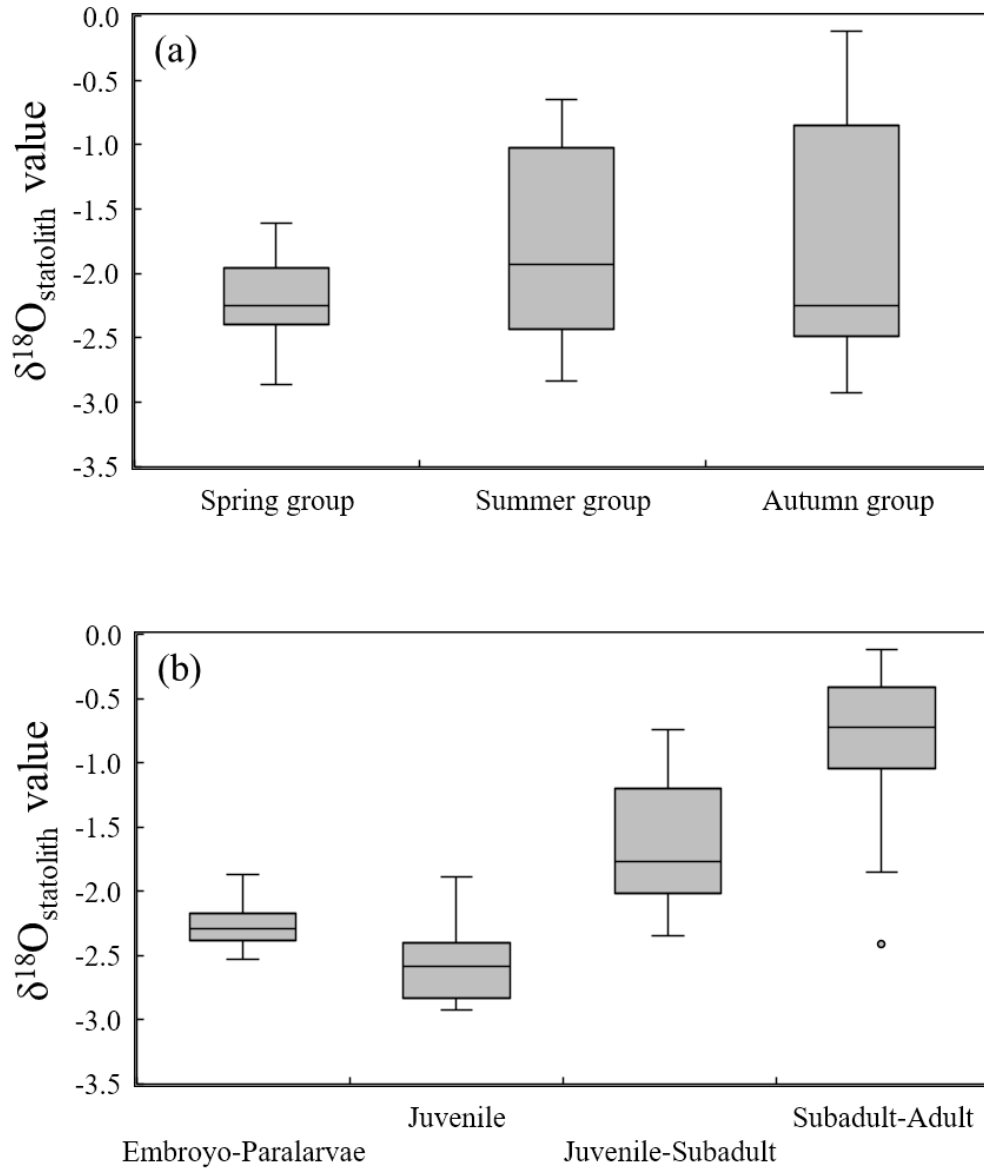 (a)
δ¹⁸O_statolith value
0.0
-0.5
-1.0
-1.5
-2.0
-2.5
-3.0
-3.5
Spring group Summer group Autumn group
(b)
δ¹⁸O_statolith value
0.0
-0.5
-1.0
-1.5
-2.0
-2.5
-3.0
-3.5
Juvenile Subadult-Adult
Embroyo-Paralarvae Juvenile-Subadult